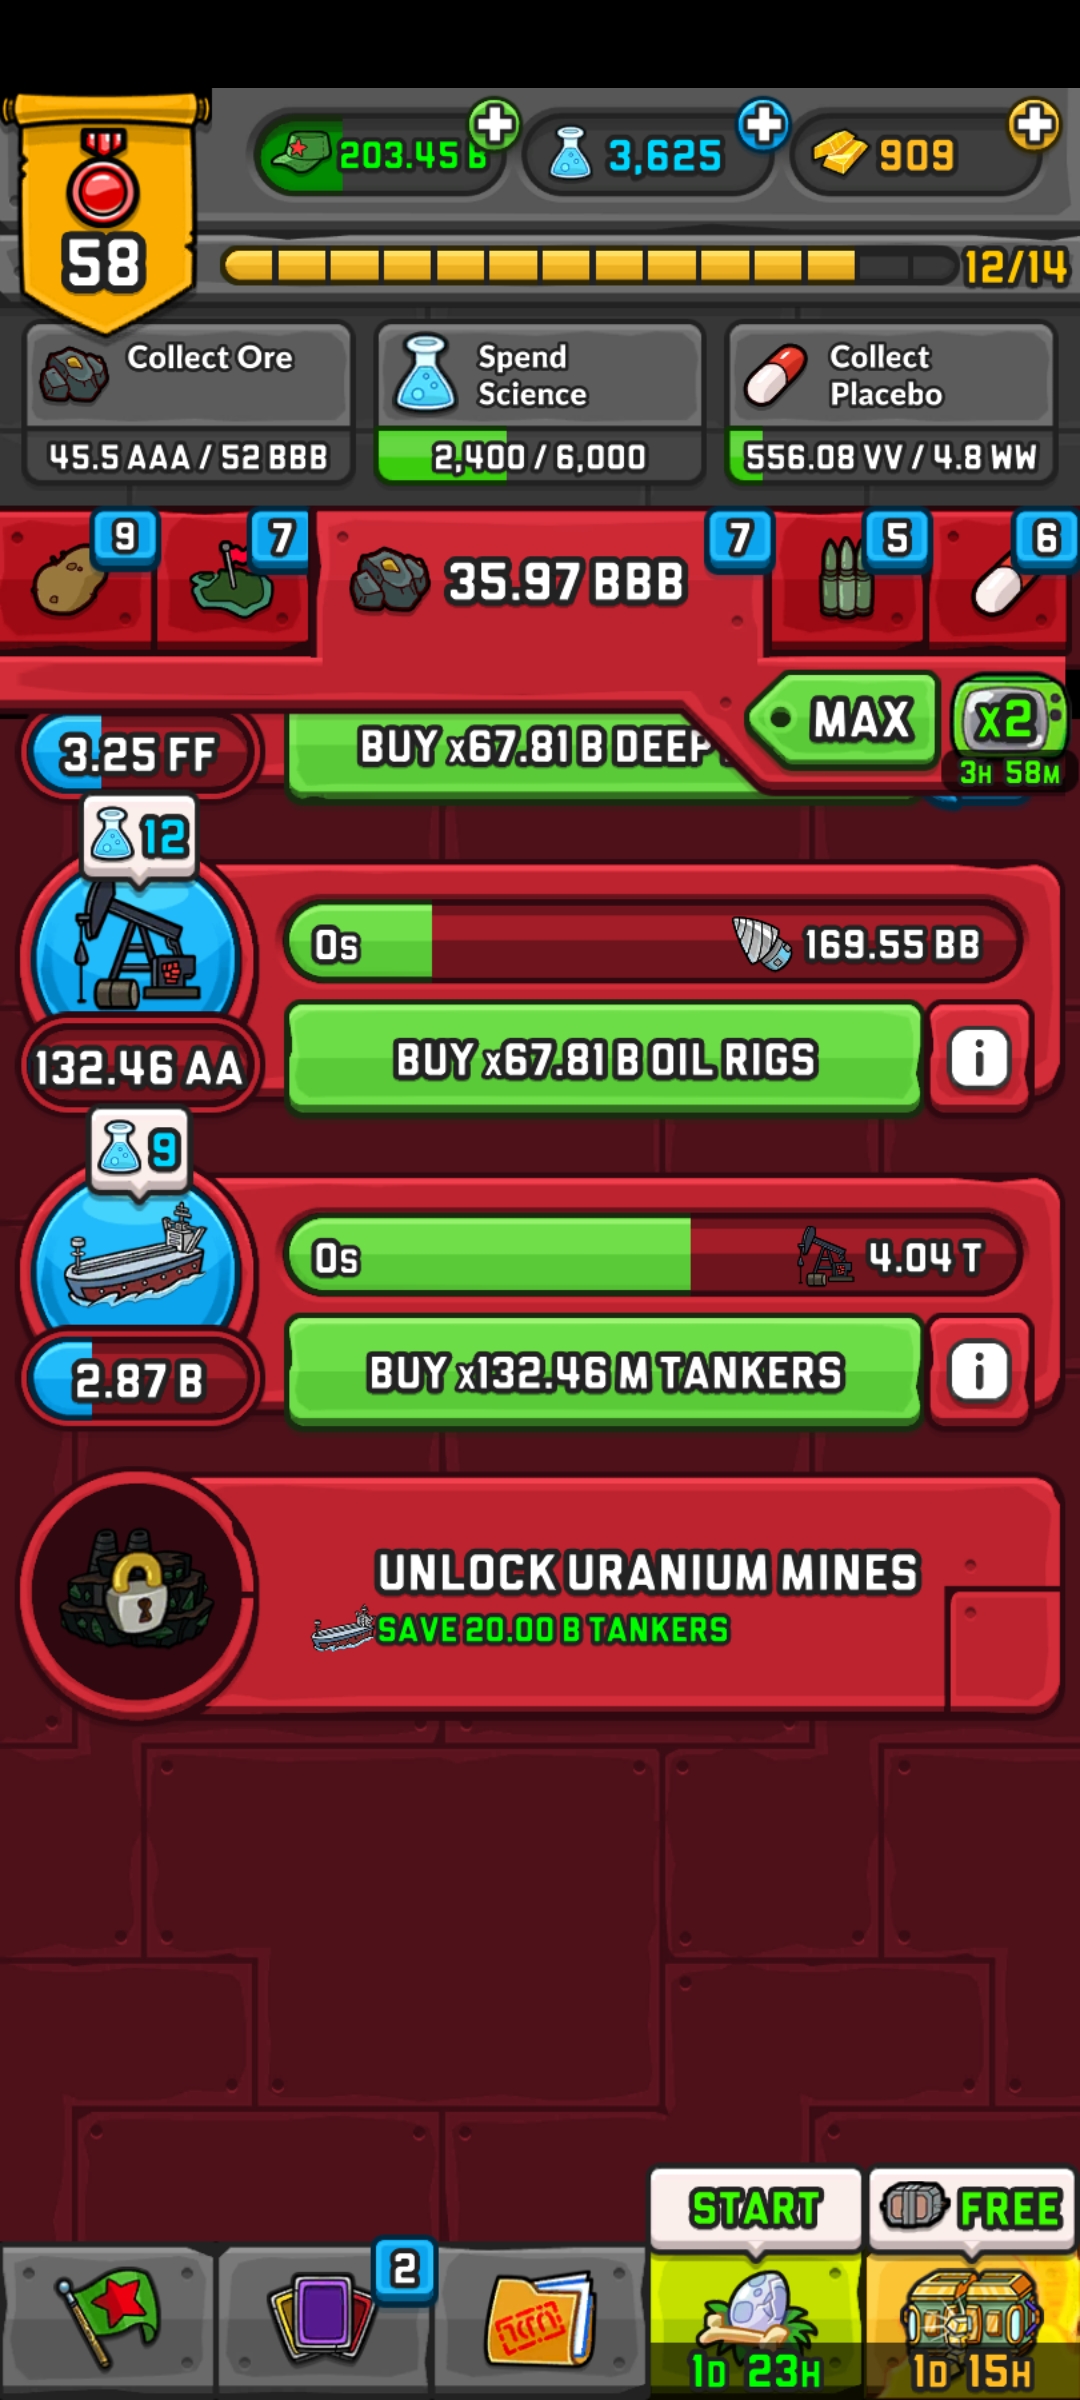 58
203.45 B
3,625
909
12/14
Collect Ore
45.5 AAA / 52 BBB
Spend
Science
2,400 / 6,000
Collect
Placebo
556.08 VV / 4.8 WW
9
7
35.97 BBB
7
5
6
MAX
x2
3H 58M
3.25 FF
BUY x67.81 B DEEP
12
0s
169.55 BB
132.46 AA
BUY x67.81 B OIL RIGS
i
9
0s
4.04 T
2.87 B
BUY x132.46 M TANKERS
i
UNLOCK URANIUM MINES
SAVE 20.00 B TANKERS
2
START
1D 23H
FREE
1D 15H